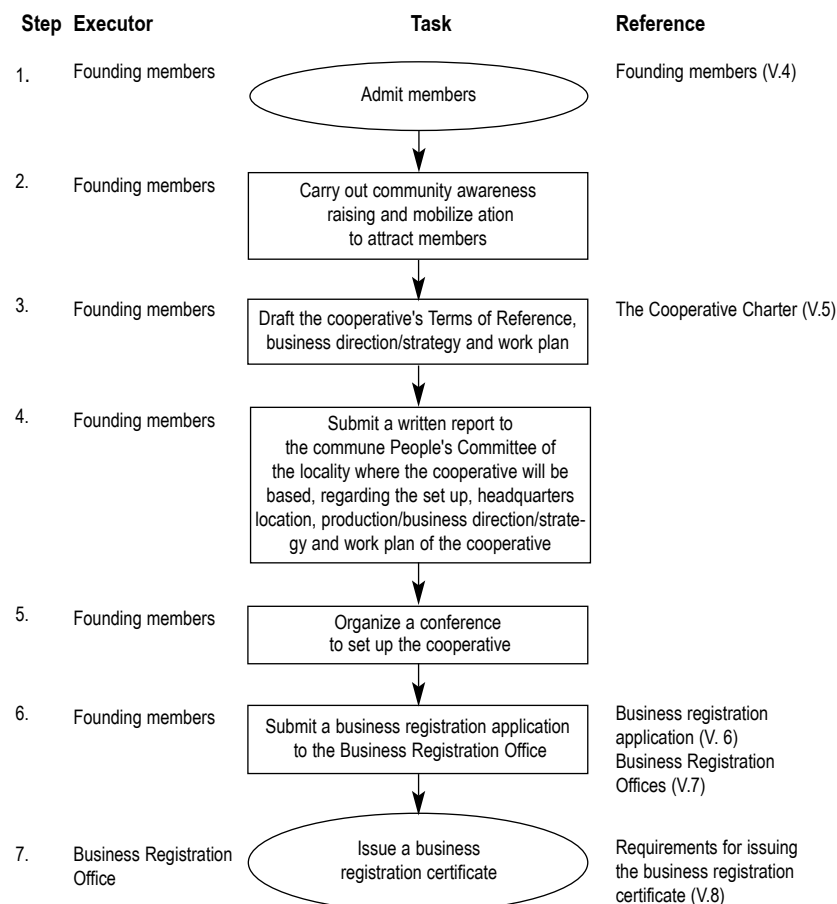 Step Executor Task Reference
1. Founding members Admit members Founding members (V.4)
2. Founding members
Carry out community awareness
raising and mobilize ation
to attract members
3. Founding members
Draft the cooperative's Terms of Reference,
business direction/strategy and work plan
The Cooperative Charter (V.5)
4. Founding members
Submit a written report to
the commune People's Committee of
the locality where the cooperative will be
based, regarding the set up, headquarters
location, production/business direction/strate-
gy and work plan of the cooperative
5. Founding members
Organize a conference
to set up the cooperative
6. Founding members
Submit a business registration application
to the Business Registration Office
Business registration
application (V. 6)
Business Registration
Offices (V.7)
7. Business Registration
Office
Issue a business
registration certificate
Requirements for issuing
the business registration
certificate (V.8)